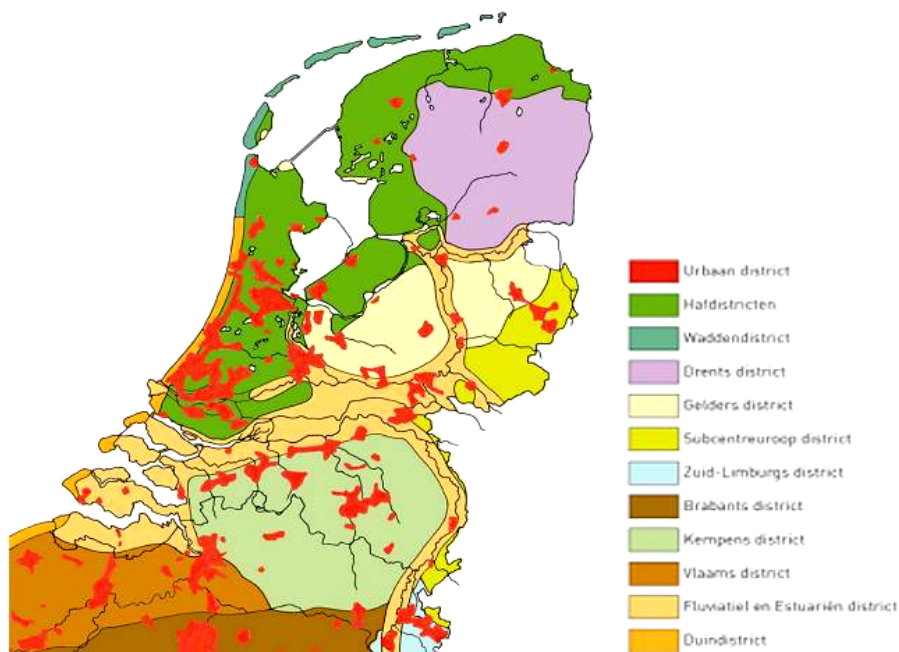 Urbaan district
Hafdistricten
Waddendistrict
Drents district
Gelders district
Subcentreuroop district
Zuid-Limburgs district
Brabants district
Kempens district
Vlaams district
Fluviatiel en Estuariën district
Duindistrict